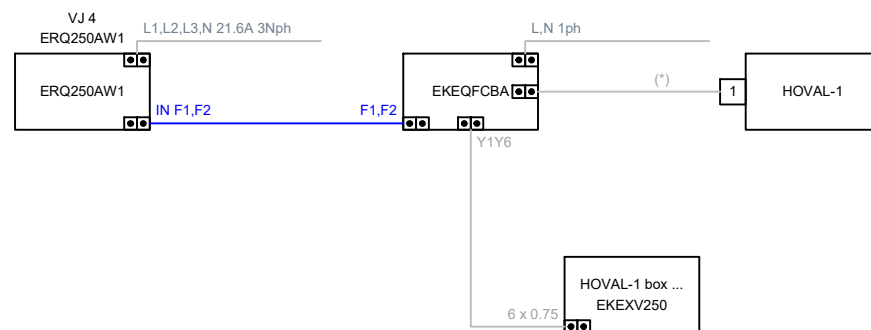 VJ 4
ERQ250AW1
L1,L2,L3,N 21.6A 3Nph
L,N 1ph
ERQ250AW1
EKEQFCBA
(*)
1
HOVAL-1
IN F1,F2
F1,F2
Y1Y6
HOVAL-1 box ...
EKEXV250
6 x 0.75